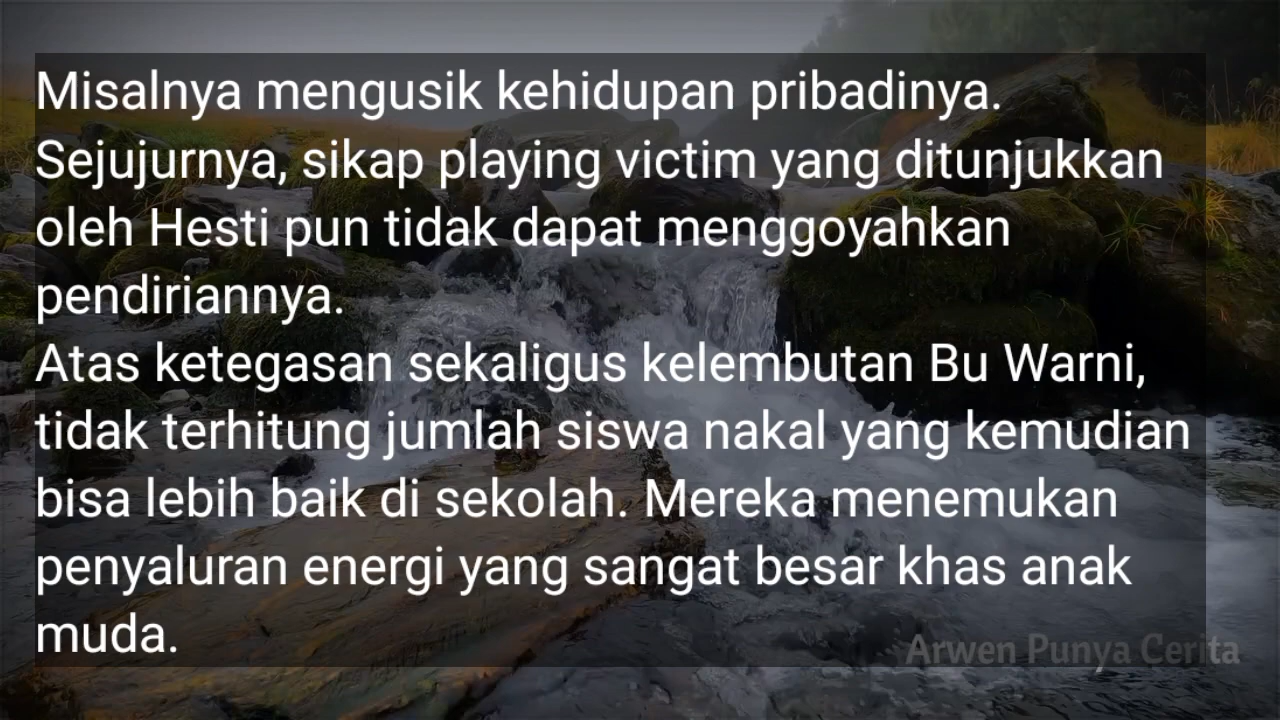 Misalnya mengusik kehidupan pribadinya.
Sejujurnya, sikap playing victim yang ditunjukkan
oleh Hesti pun tidak dapat menggoyahkan
pendiriannya.
Atas ketegasan sekaligus kelembutan Bu Warni,
tidak terhitung jumlah siswa nakal yang kemudian
bisa lebih baik di sekolah. Mereka menemukan
penyaluran energi yang sangat besar khas anak
muda.
Arwen Punya Cerita